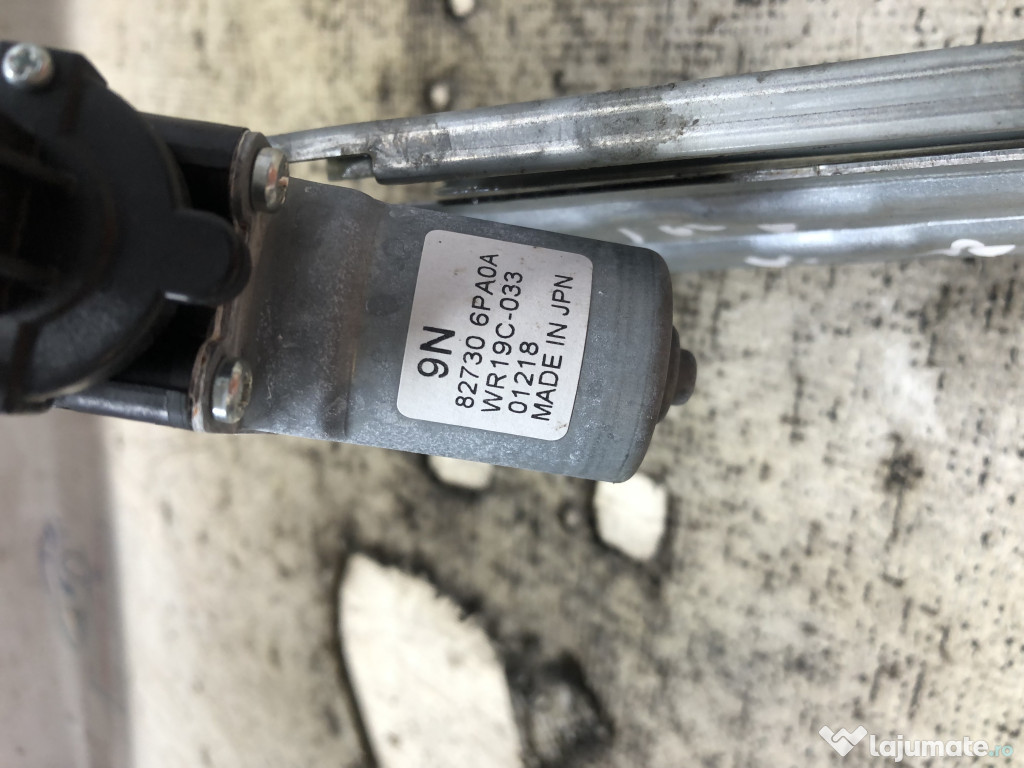 9N
82730 6PA0A
WR19C-033
01218
MADE IN JPN
lajumate.ro